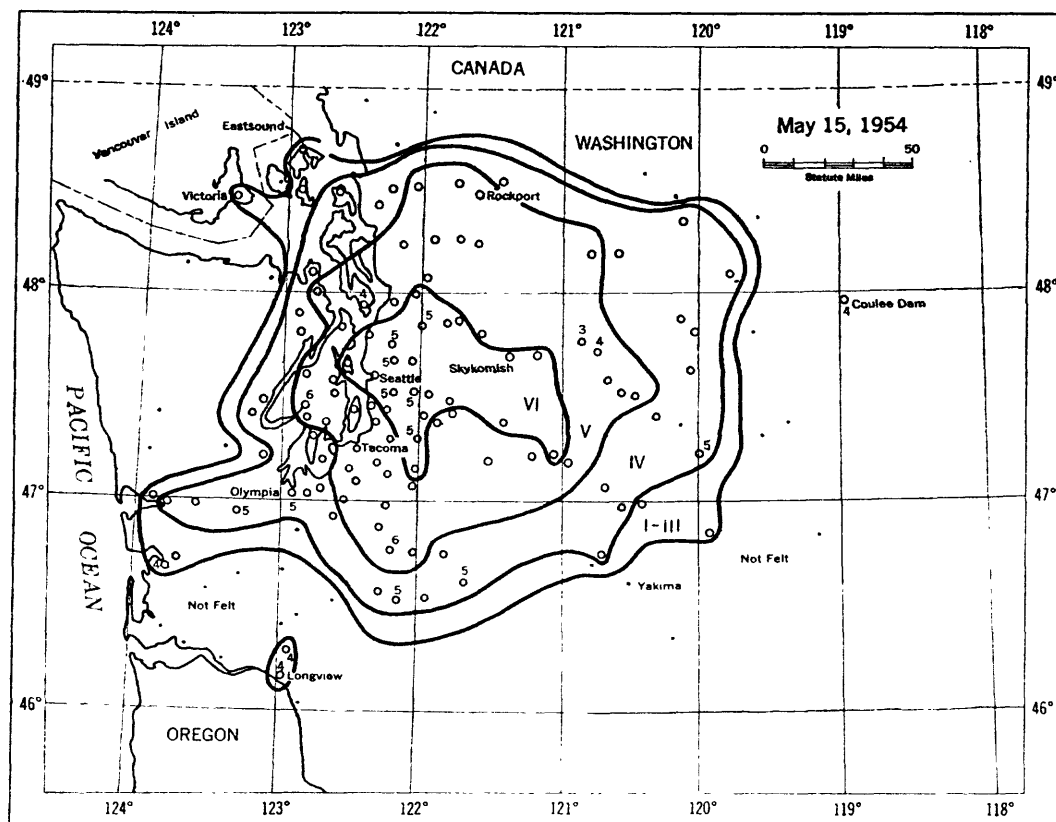 124° 123° 122° 121° 120° 119°
CANADA
49° 49°
Vancouver Island
Eastsound
WASHINGTON
May 15, 1954
0 50
Statute Miles
Victoria
Rockport
48° 48°
4
Coulee Dam
4
5
5
3
4
5
Skykomish
Seattle
5
5
6
VI
5
V
Tacoma
IV
5
PACIFIC OCEAN
47° 47°
Olympia
5
5
I-III
6
5
Not Felt
4
5
Yakima
Not Felt
4
4
Longview
46° 46°
OREGON
124° 123° 122° 121° 120° 119° 118°